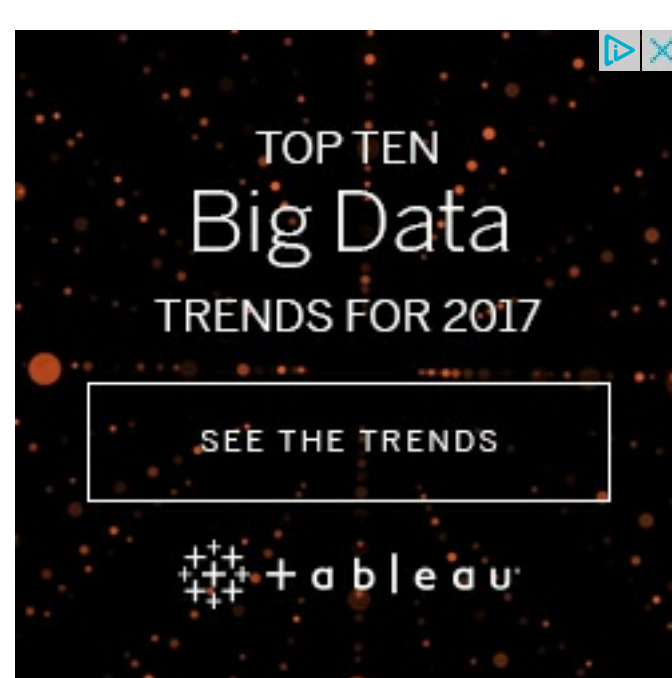 TOP TEN
Big Data
TRENDS FOR 2017
SEE THE TRENDS
+ableau